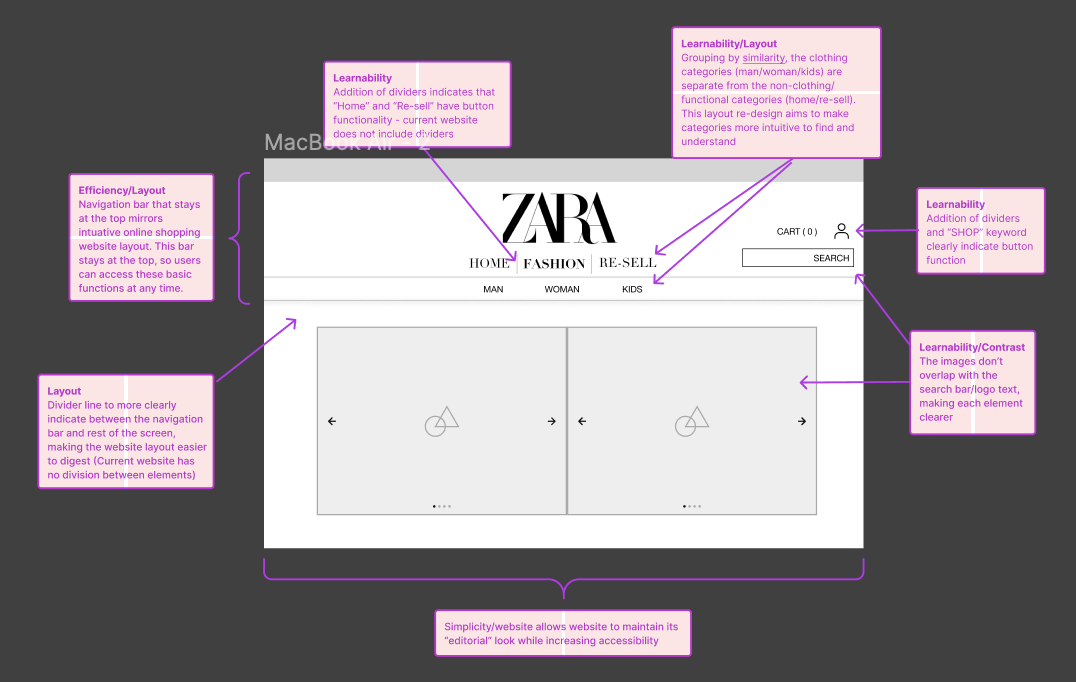 Learnability/Layout
Grouping by similarity, the clothing
categories (man/woman/kids) are
separate from the non-clothing/
functional categories (home/re-sell).
This layout re-design aims to make
categories more intuitive to find and
understand
Learnability
Addition of dividers indicates that
“Home” and “Re-sell” have button
functionality - current website
does not include dividers
MacBook Air - 2
Efficiency/Layout
Navigation bar that stays
at the top mirrors
intuative online shopping
website layout. This bar
stays at the top, so users
can access these basic
functions at any time.
ZARA
CART ( 0 )
HOME FASHION RE-SELL
SEARCH
MAN WOMAN KIDS
Learnability
Addition of dividers
and “SHOP” keyword
clearly indicate button
function
Learnability/Contrast
The images don’t
overlap with the
search bar/logo text,
making each element
clearer
Layout
Divider line to more clearly
indicate between the navigation
bar and rest of the screen,
making the website layout easier
to digest (Current website has
no division between elements)
Simplicity/website allows website to maintain its
“editorial” look while increasing accessibility